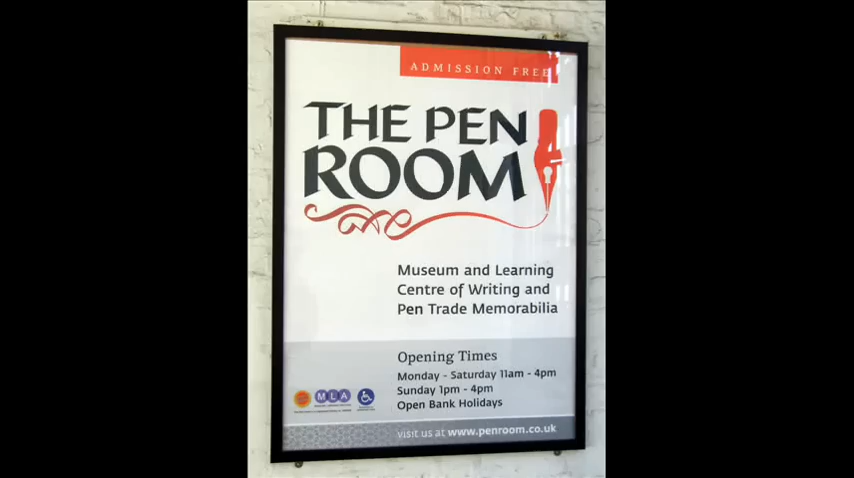 ADMISSION FREE
THE PEN
ROOM
Museum and Learning
Centre of Writing and
Pen Trade Memorabilia
Opening Times
Monday - Saturday 11am - 4pm
Sunday 1pm - 4pm
Open Bank Holidays
MLA
visit us at www.penroom.co.uk